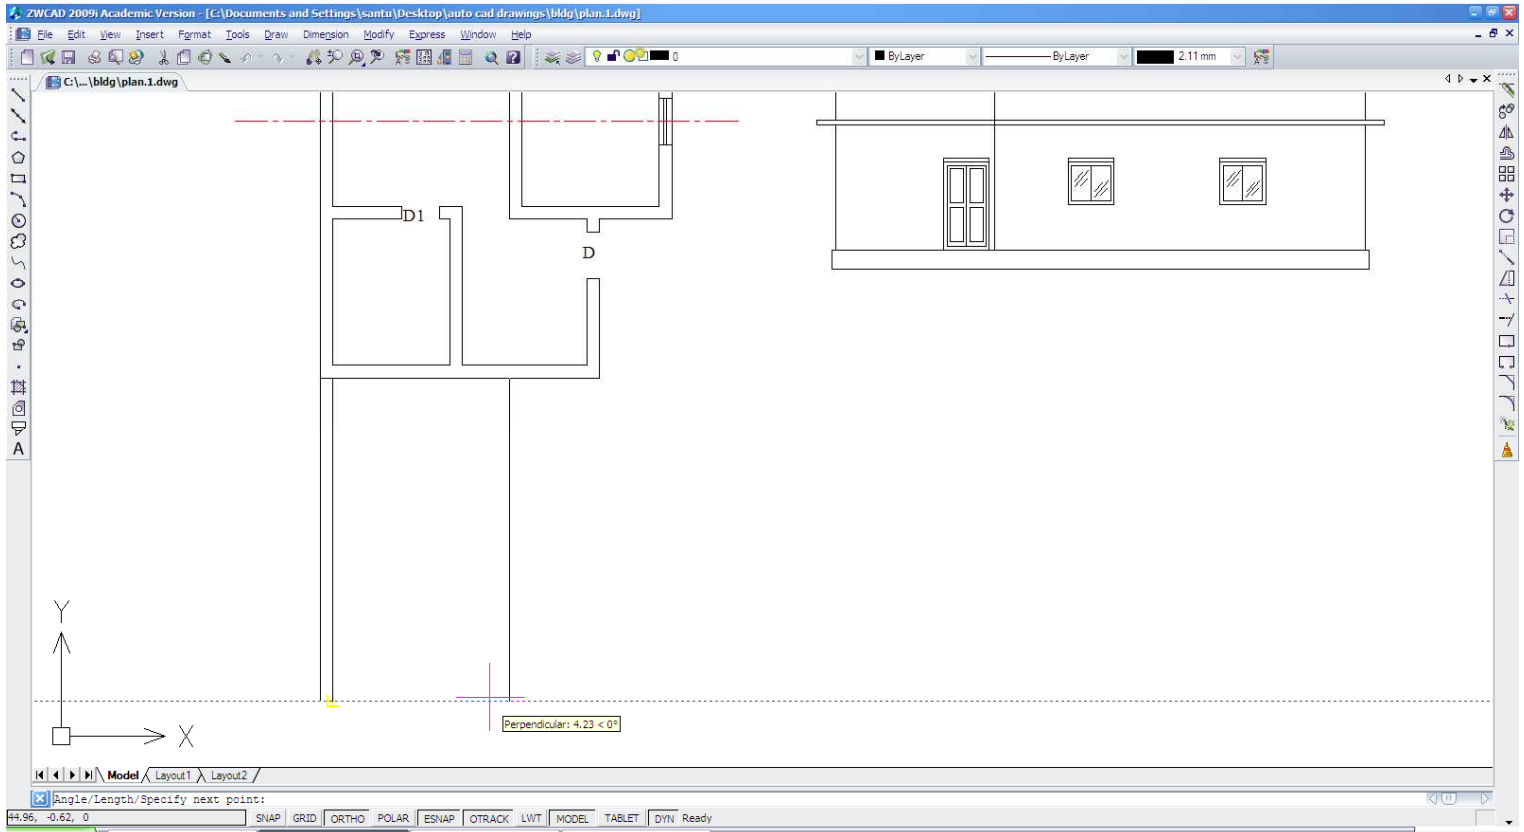 ZWCAD 2009i Academic Version - [C:\Documents and Settings\santu\Desktop\auto cad drawings\bldg\plan.1.dwg]
File Edit View Insert Format Tools Draw Dimension Modify Express Window Help
0 ByLayer ByLayer 2.11 mm
C:\...\bldg\plan.1.dwg
D1
D
Y
X
Perpendicular: 4.23 < 0°
Model Layout1 Layout2
Angle/Length/Specify next point:
44.96, -0.62, 0 SNAP GRID ORTHO POLAR ESNAP OTRACK LWT MODEL TABLET DYN Ready
A